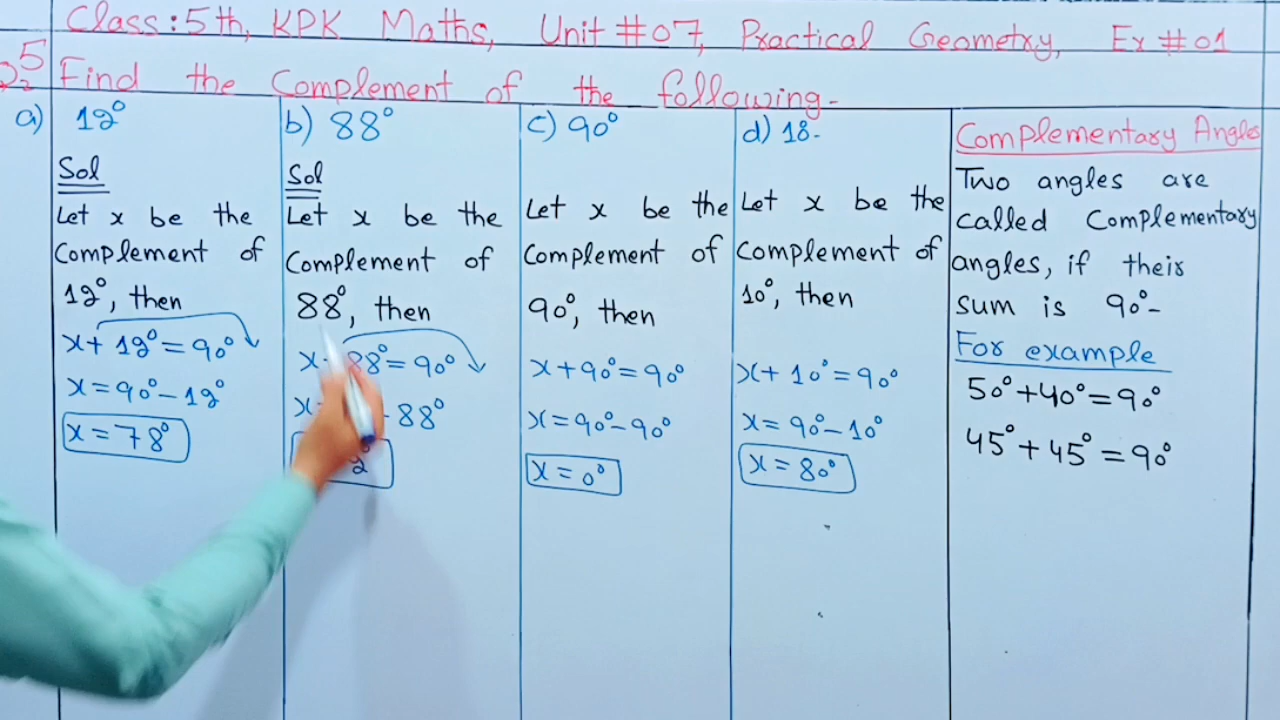 Class: 5th, KPK Maths, Unit #07, Practical Geometry, Ex #01
5 Find the Complement of the following-
a) 12°
Sol
Let x be the
Complement of
12°, then
x + 12° = 90°
x = 90° - 12°
x = 78°
b) 88°
Sol
Let x be the
Complement of
88°, then
88° = 90°
- 88°
2°
c) 90°
Let x be the
Complement of
90°, then
x + 90° = 90°
x = 90° - 90°
x = 0°
d) 18-
Let x be the
Complement of
10°, then
x + 10° = 90°
x = 90° - 10°
x = 80°
Complementary Angles
Two angles are
called Complementary
angles, if their
sum is 90°-
For example
50° + 40° = 90°
45° + 45° = 90°